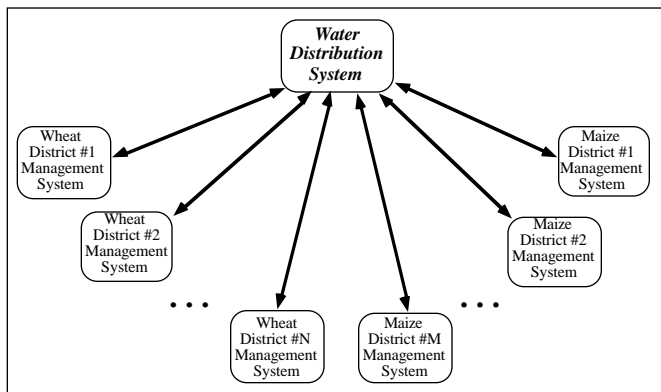 Water
Distribution
System
Wheat
District #1
Management
System
Maize
District #1
Management
System
Wheat
District #2
Management
System
Maize
District #2
Management
System
• • •
• • •
Wheat
District #N
Management
System
Maize
District #M
Management
System